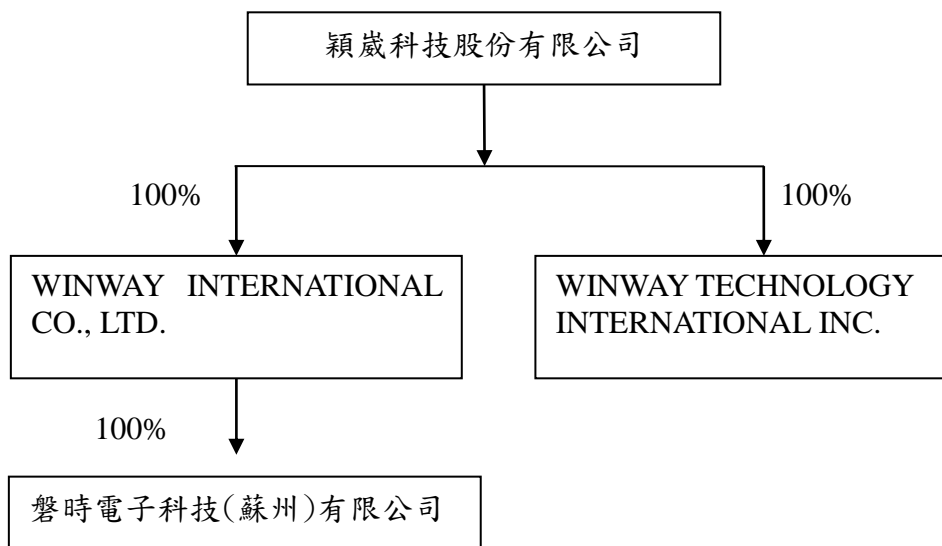 穎崴科技股份有限公司
100%
100%
WINWAY INTERNATIONAL
CO., LTD.
WINWAY TECHNOLOGY
INTERNATIONAL INC.
100%
磐時電子科技(蘇州)有限公司